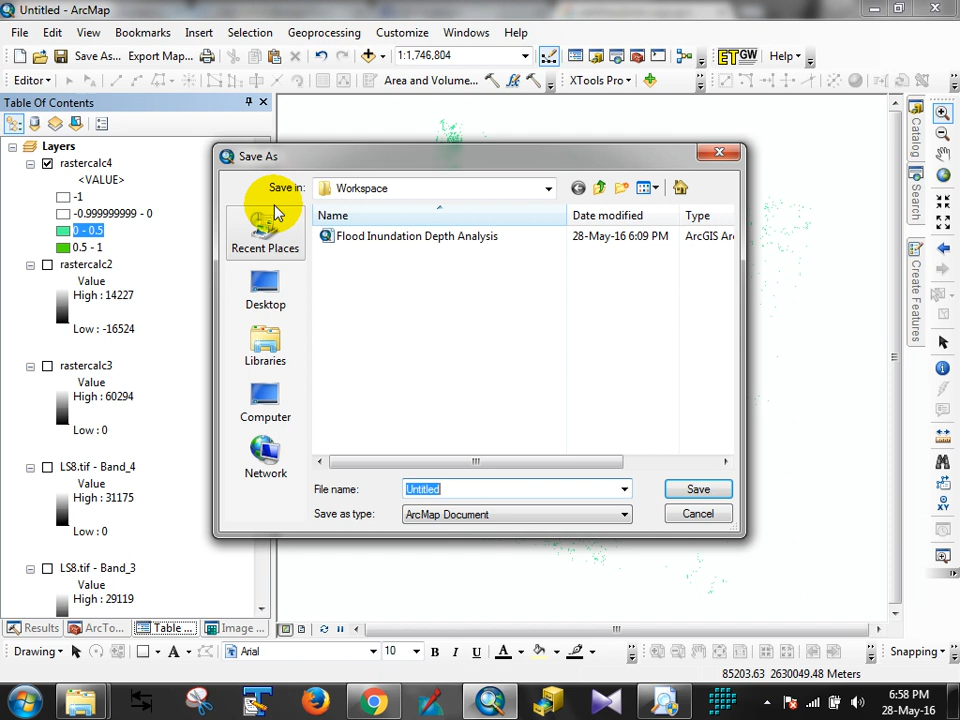 Untitled - ArcMap
File Edit View Bookmarks Insert Selection Geoprocessing Customize Windows Help
Save As... Export Map... 1:1,746,804 ETGW Help
Editor Area and Volume... XTools Pro
Table Of Contents
Layers
rastercalc4
<VALUE>
-1
-0.999999999 - 0
0 - 0.5
0.5 - 1
rastercalc2
Value
High : 14227
Low : -16524
rastercalc3
Value
High : 60294
Low : 0
LS8.tif - Band_4
Value
High : 31175
Low : 0
LS8.tif - Band_3
Value
High : 29119
Save As
Save in: Workspace
Name Date modified Type
Flood Inundation Depth Analysis 28-May-16 6:09 PM ArcGIS Ar
Recent Places
Desktop
Libraries
Computer
Network
File name: Untitled Save
Save as type: ArcMap Document Cancel
Catalog
Search
Create Features
Results ArcTo... Table ... Image ...
Drawing A Arial 10 B I U A Snapping
85203.63 2630049.48 Meters
6:58 PM
28-May-16